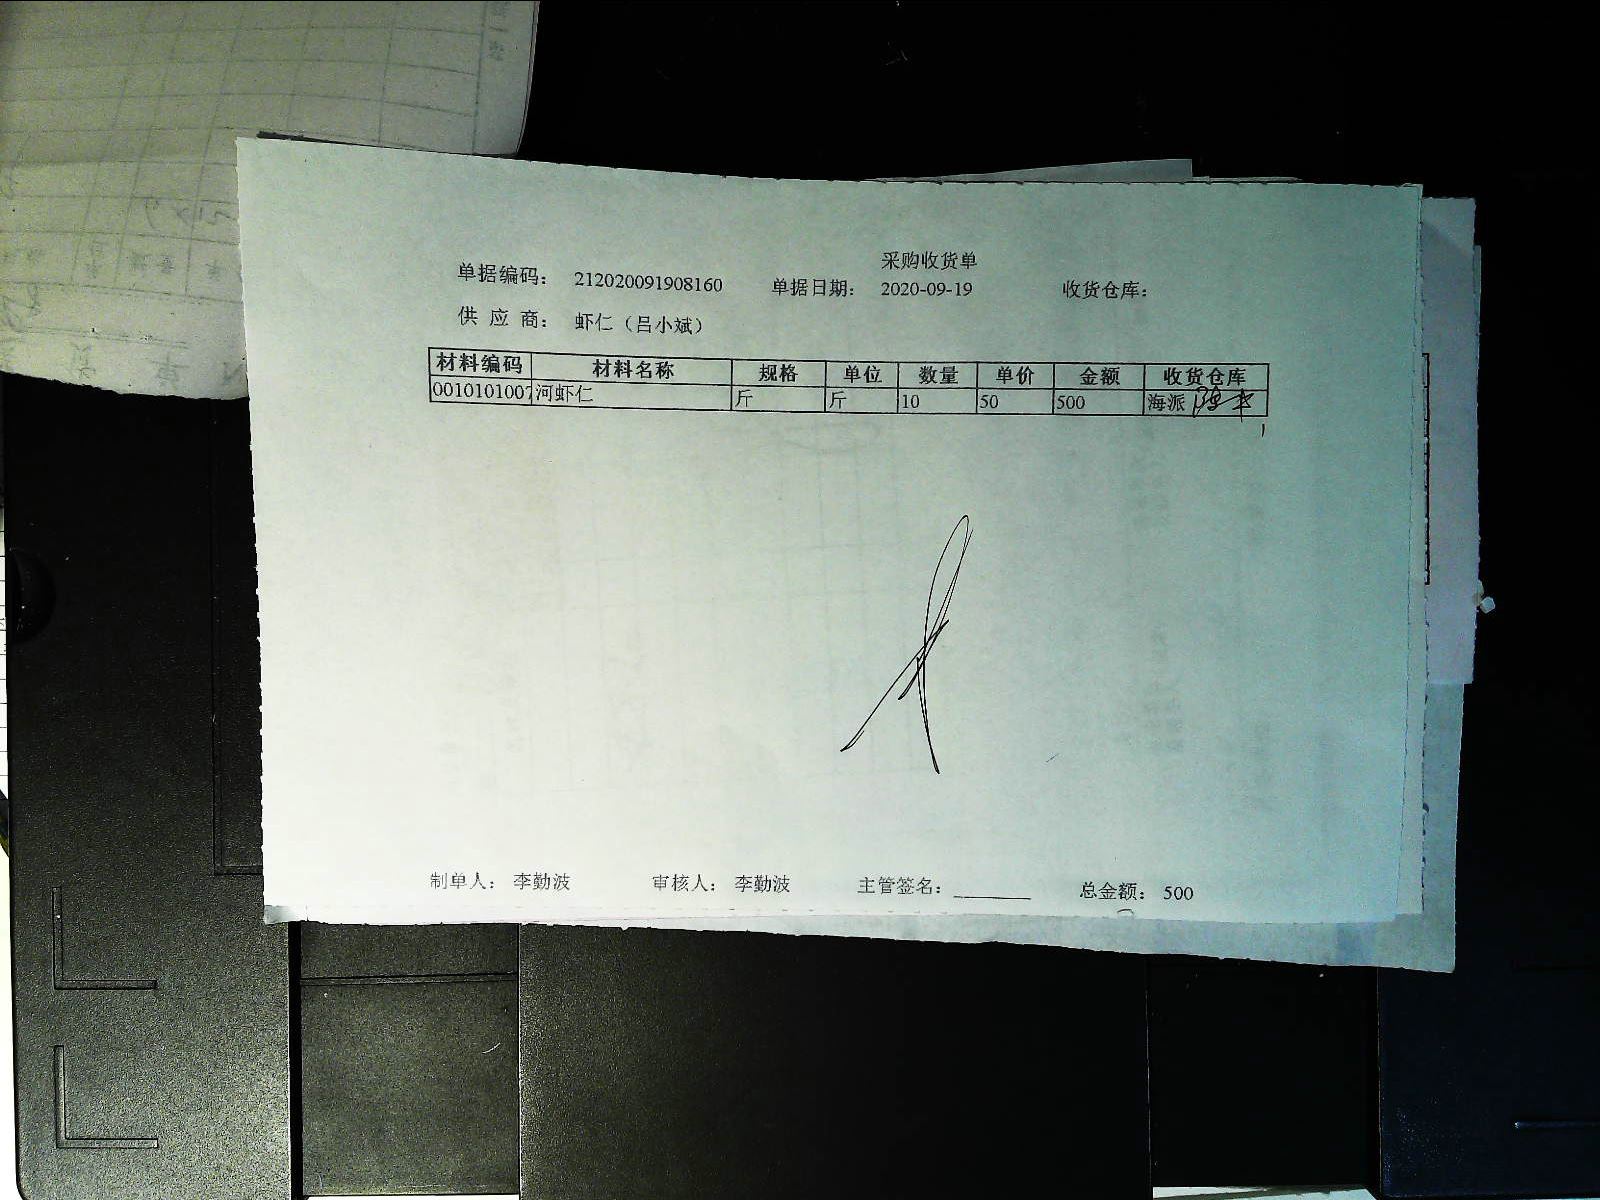 采购收货单
单据编码： 212020091908160 单据日期： 2020-09-19 收货仓库：
供 应 商： 虾仁（吕小斌）
材料编码 材料名称 规格 单位 数量 单价 金额 收货仓库
0010101007 河虾仁 斤 斤 10 50 500 海派
制单人： 李勤波 审核人： 李勤波 主管签名： 总金额： 500